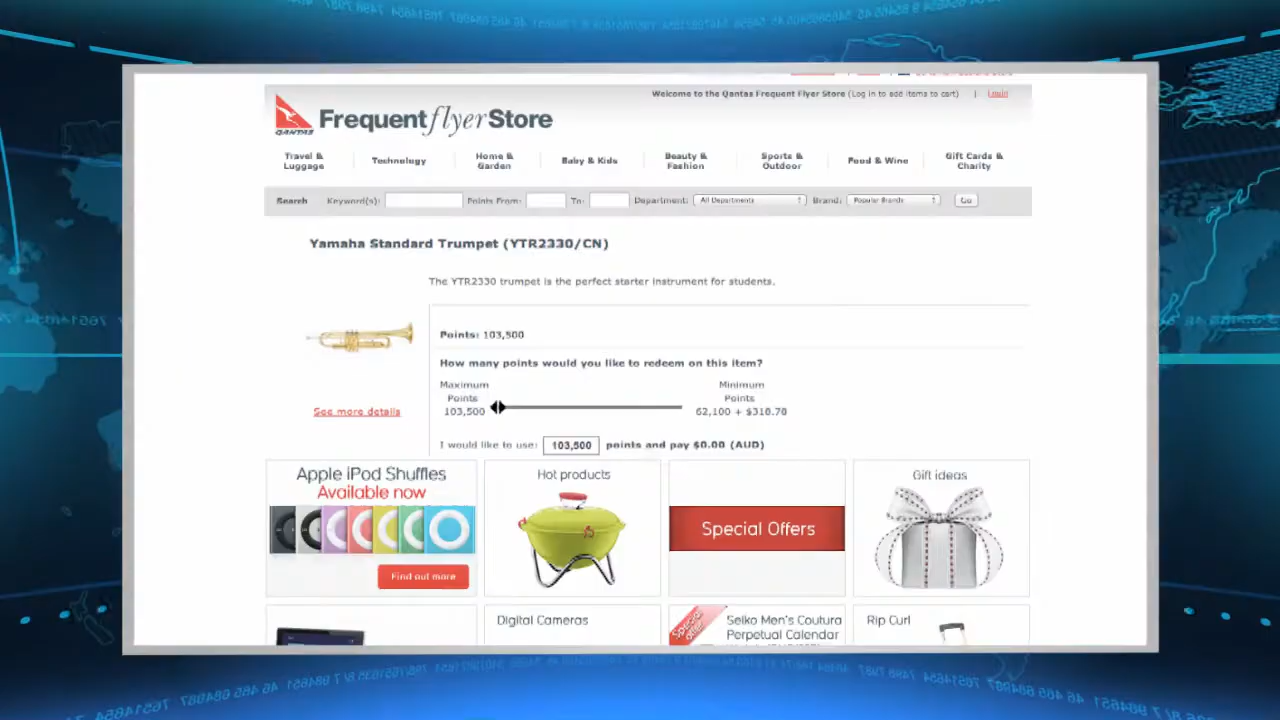 Welcome to the Qantas Frequent Flyer Store (Log in to add items to cart) | Login
QANTAS
Frequent flyer Store
Travel & Luggage
Technology
Home & Garden
Baby & Kids
Beauty & Fashion
Sports & Outdoor
Food & Wine
Gift Cards & Charity
Search Keyword(s): Points From: To: Department: All Departments Brand: Popular Brands Go
Yamaha Standard Trumpet (YTR2330/CN)
The YTR2330 trumpet is the perfect starter instrument for students.
Points: 103,500
How many points would you like to redeem on this item?
Maximum Points 103,500
Minimum Points 62,100 + $318.78
See more details
I would like to use: 103,500 points and pay $0.00 (AUD)
Apple iPod Shuffles
Available now
Find out more
Hot products
Special Offers
Gift ideas
Digital Cameras
Special offer
Seiko Men's Coutura
Perpetual Calendar
Rip Curl